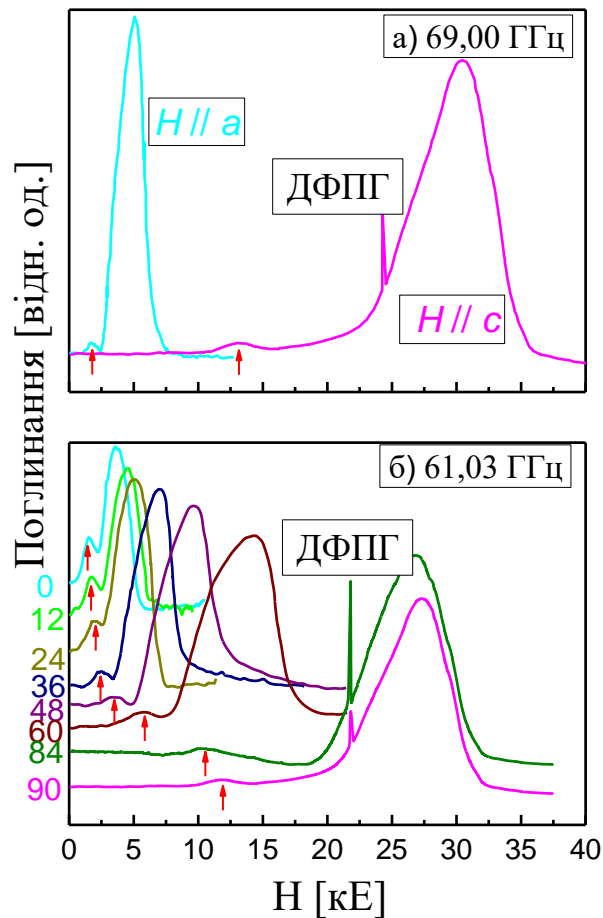 а) 69,00 ГГц
H // a
ДФПГ
H // c
Поглинання [відн. од.]
б) 61,03 ГГц
ДФПГ
0
12
24
36
48
60
84
90
0 5 10 15 20 25 30 35 40
H [кЕ]